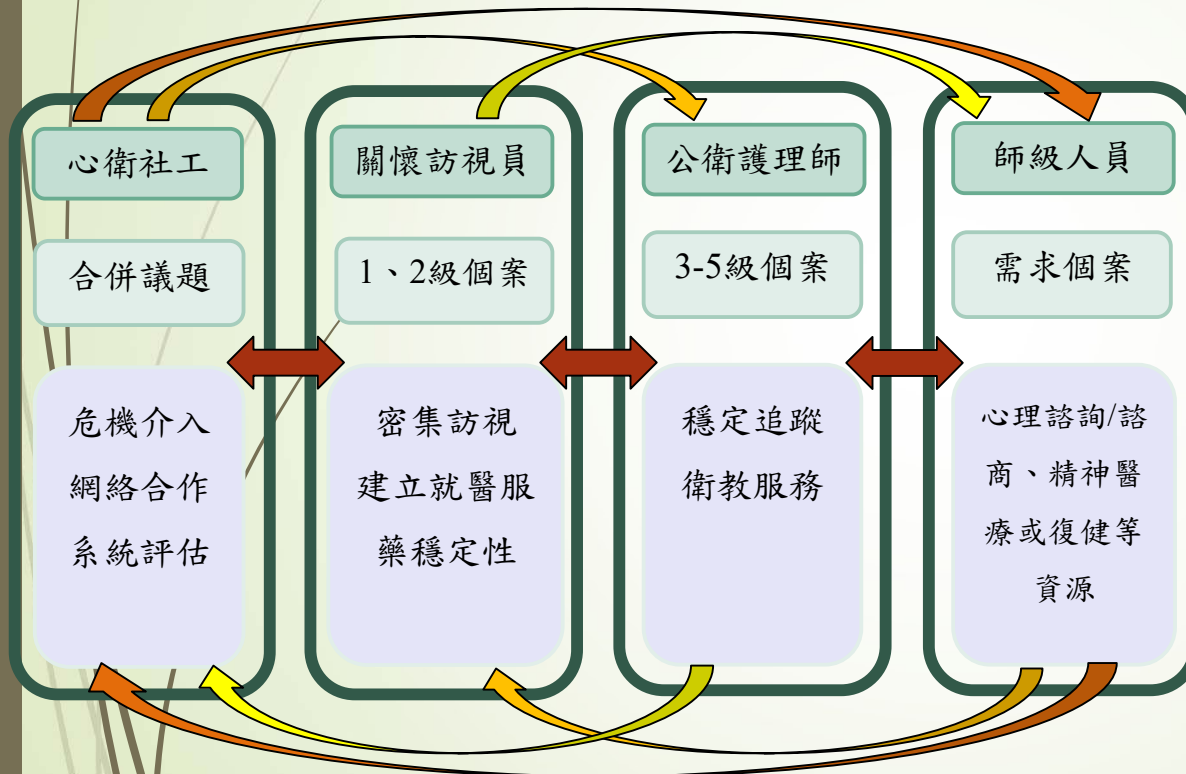 心衛社工
合併議題
危機介入
網絡合作
系統評估
關懷訪視員
1、2級個案
密集訪視
建立就醫服
藥穩定性
公衛護理師
3-5級個案
穩定追蹤
衛教服務
師級人員
需求個案
心理諮詢/諮
商、精神醫
療或復健等
資源